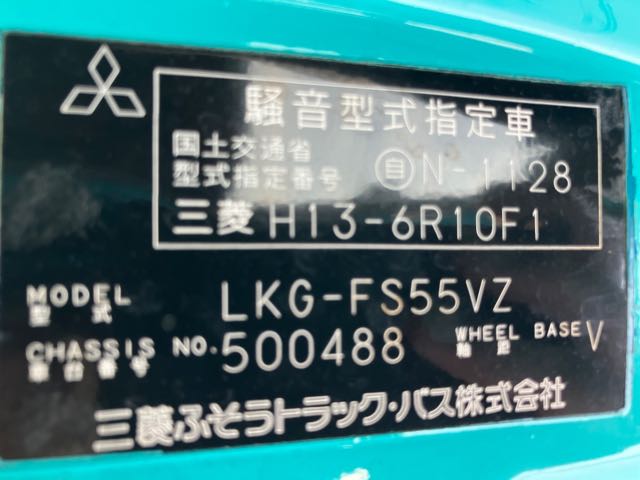 騒音型式指定車
国土交通省
型式指定番号 自 N-1128
三菱 H13-6R10F1
MODEL LKG-FS55VZ
型式
CHASSIS NO. 500488 WHEEL BASE V
車台番号 軸距
三菱ふそうトラック・バス株式会社